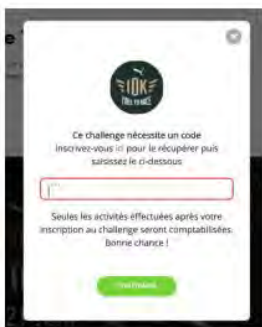 10K
Ce challenge nécessite un code
inscrivez-vous ici pour le récupérer puis
saisissez le ci-dessous
Seules les activités effectuées après votre
inscription au challenge seront comptabilisées.
Bonne chance !